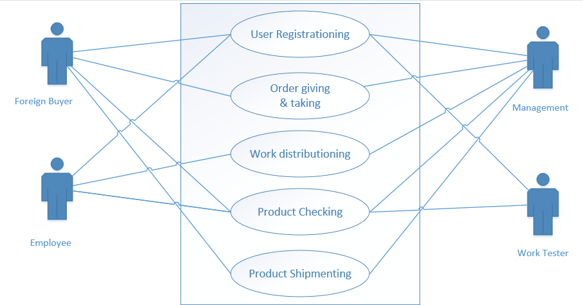 User Registrationing
Foreign Buyer
Order giving
& taking
Management
Work distributioning
Employee
Product Checking
Work Tester
Product Shipmenting